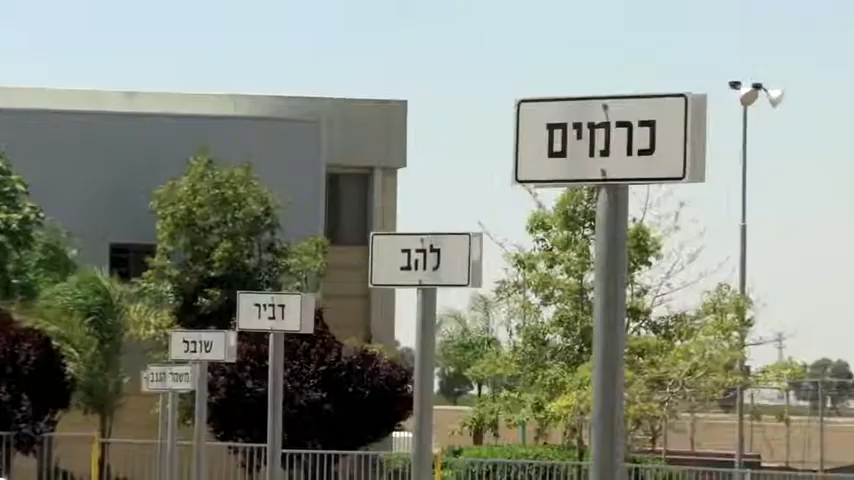 כרמים
להב
דביר
שובל
משמר הנגב